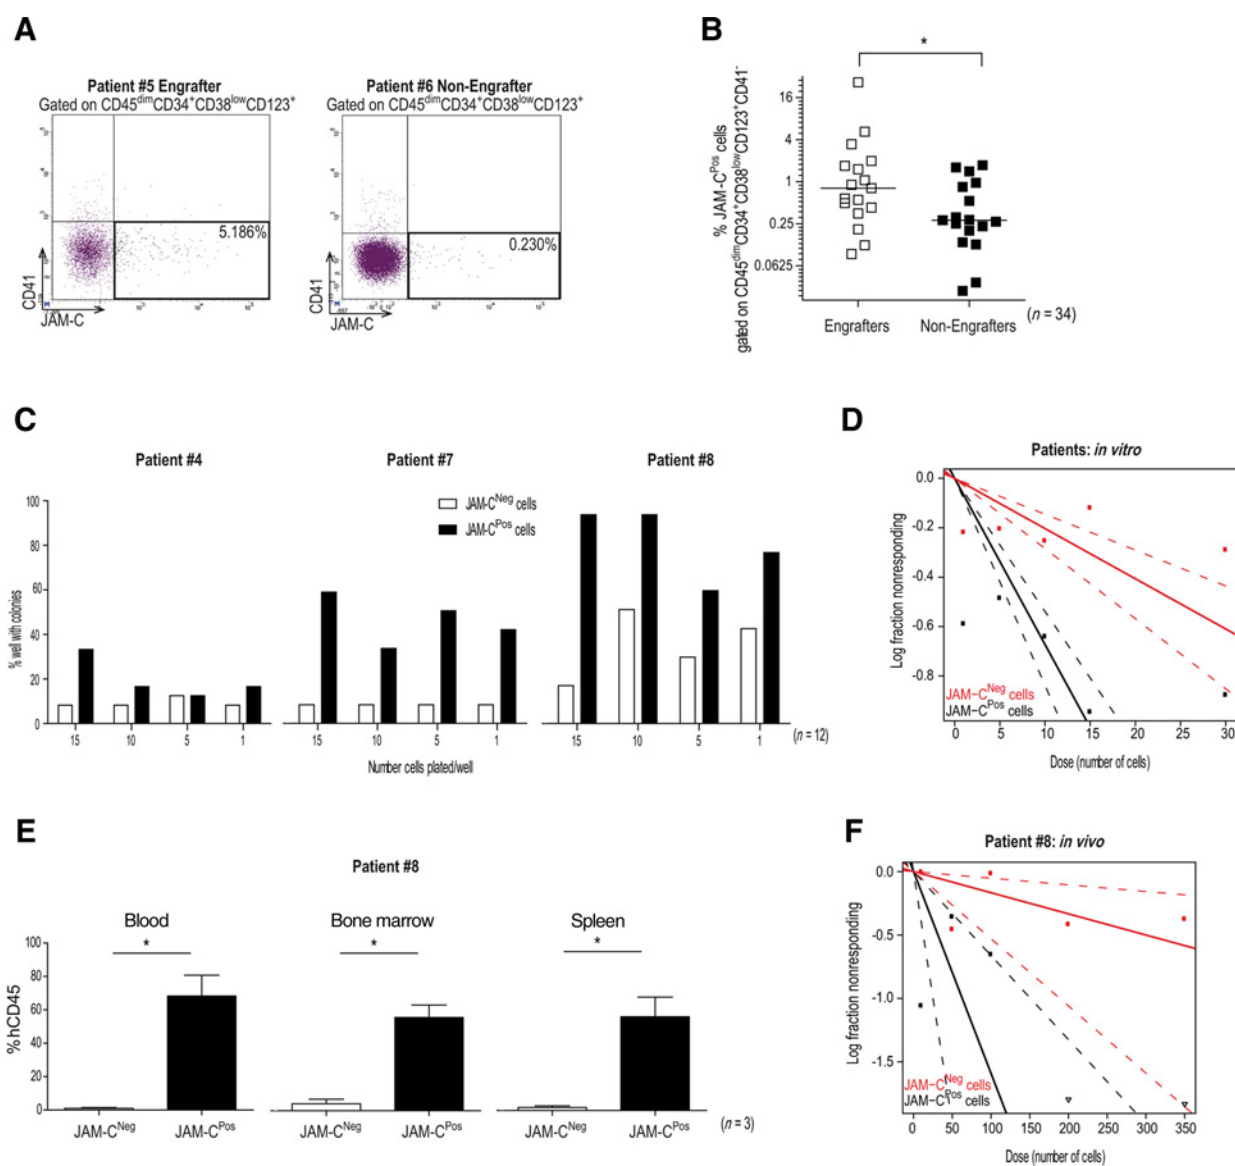 A
Patient #5 Engrafter
Gated on CD45dimCD34+CD38lowCD123+
5.186%
CD41
JAM-C
Patient #6 Non-Engrafter
Gated on CD45dimCD34+CD38lowCD123+
0.230%
CD41
JAM-C
B
*
% JAM-CPos cells
gated on CD45dimCD34+CD38lowCD123+CD41-
16
4
1
0.25
0.0625
Engrafters
Non-Engrafters
(n = 34)
C
Patient #4
Patient #7
Patient #8
JAM-CNeg cells
JAM-CPos cells
% well with colonies
100
80
60
40
20
0
15 10 5 1
15 10 5 1
15 10 5 1
(n = 12)
Number cells plated/well
D
Patients: in vitro
Log fraction nonresponding
0.0
-0.2
-0.4
-0.6
-0.8
JAM-CNeg cells
JAM-CPos cells
0 5 10 15 20 25 30
Dose (number of cells)
E
Patient #8
Blood
Bone marrow
Spleen
*
*
*
% hCD45
100
80
60
40
20
0
JAM-CNeg
JAM-CPos
JAM-CNeg
JAM-CPos
JAM-CNeg
JAM-CPos
(n = 3)
F
Patient #8: in vivo
Log fraction nonresponding
0.0
-0.5
-1.0
-1.5
JAM-CNeg cells
JAM-CPos cells
0 50 100 150 200 250 300 350
Dose (number of cells)